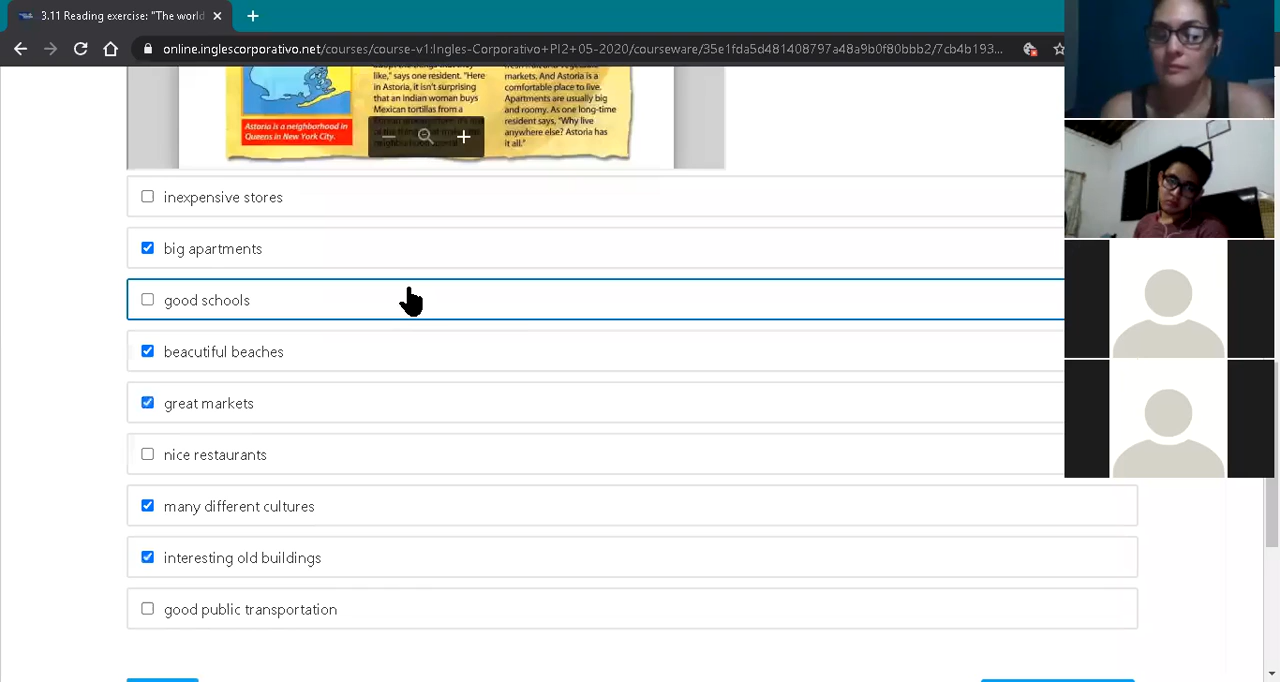 3.11 Reading exercise: "The world
online.inglescorporativo.net/courses/course-v1:Ingles-Corporativo+PI2+05-2020/courseware/35e1fda5d481408797a48a9b0f80bbb2/7cb4b193...
like," says one resident. "Here
in Astoria, it isn't surprising
that an Indian woman buys
Mexican tortillas from a
markets. And Astoria is a
comfortable place to live.
Apartments are usually big
and roomy. As one long-time
resident says, "Why live
anywhere else? Astoria has
it all."
Astoria is a neighborhood in
Queens in New York City.
inexpensive stores
big apartments
good schools
beacutiful beaches
great markets
nice restaurants
many different cultures
interesting old buildings
good public transportation